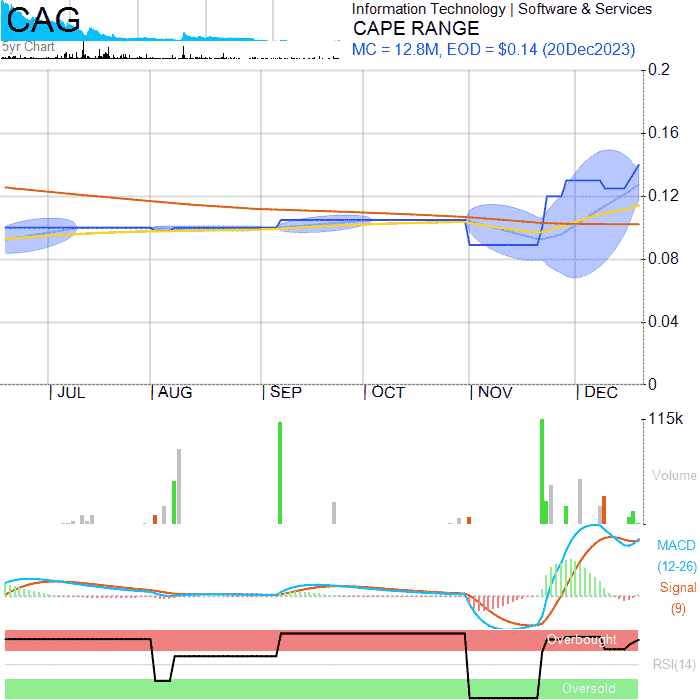 CAG
5yr Chart
Information Technology | Software & Services
CAPE RANGE
MC = 12.8M, EOD = $0.14 (20Dec2023)
0.2
0.16
0.12
0.08
0.04
0
JUL AUG SEP OCT NOV DEC
115k
Volume
MACD
(12-26)
Signal
(9)
Overbought
RSI(14)
Oversold